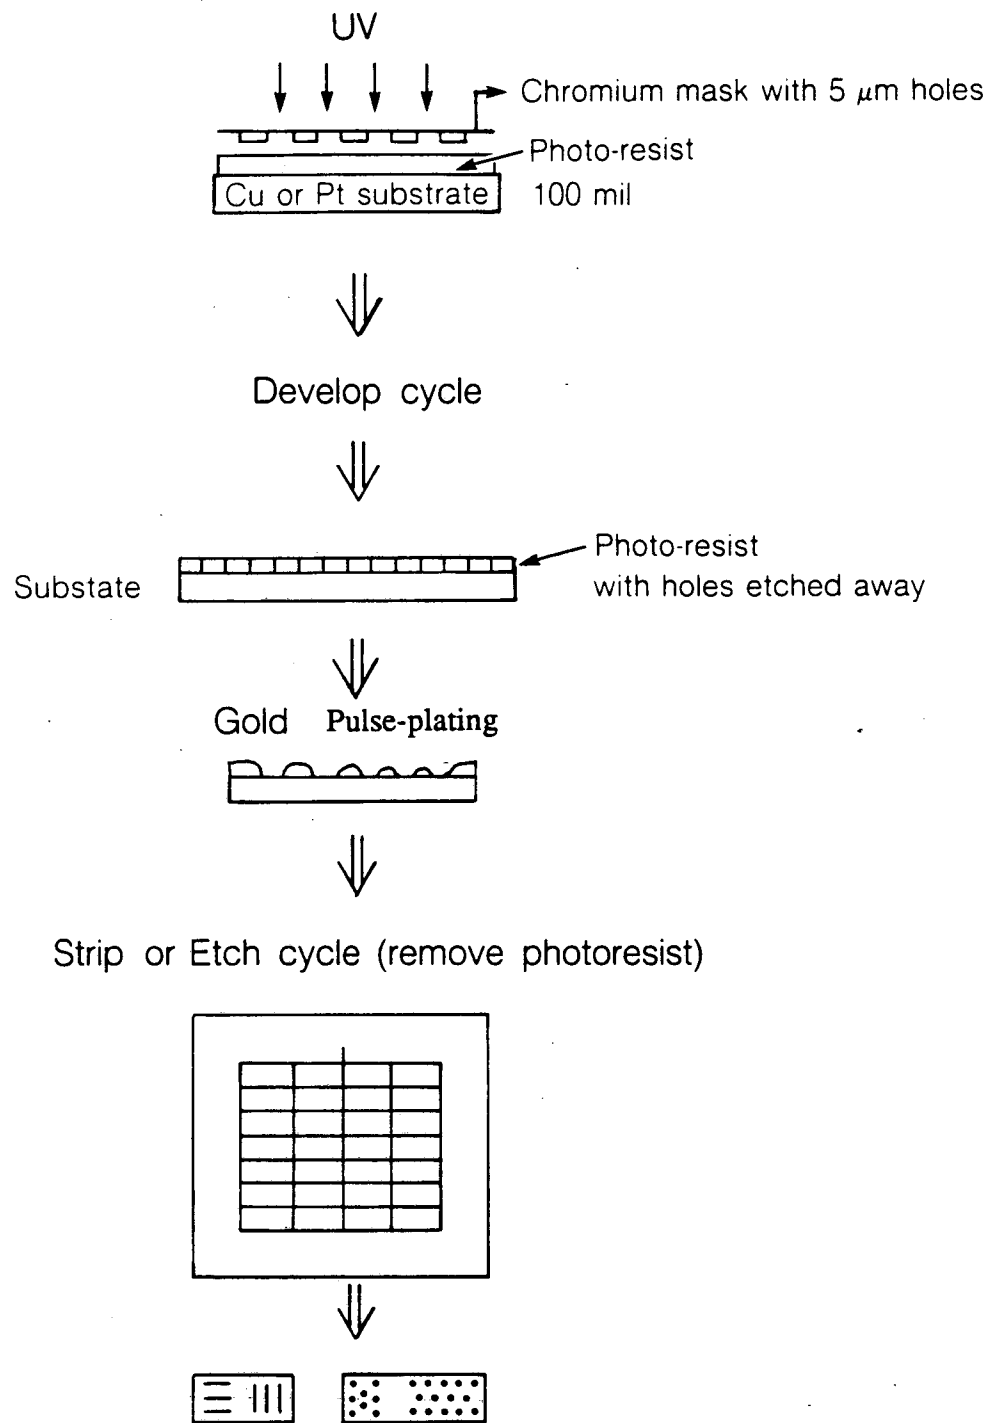 UV
Chromium mask with 5 μm holes
Photo-resist
Cu or Pt substrate 100 mil
Develop cycle
Photo-resist
Substate with holes etched away
Gold Pulse-plating
Strip or Etch cycle (remove photoresist)